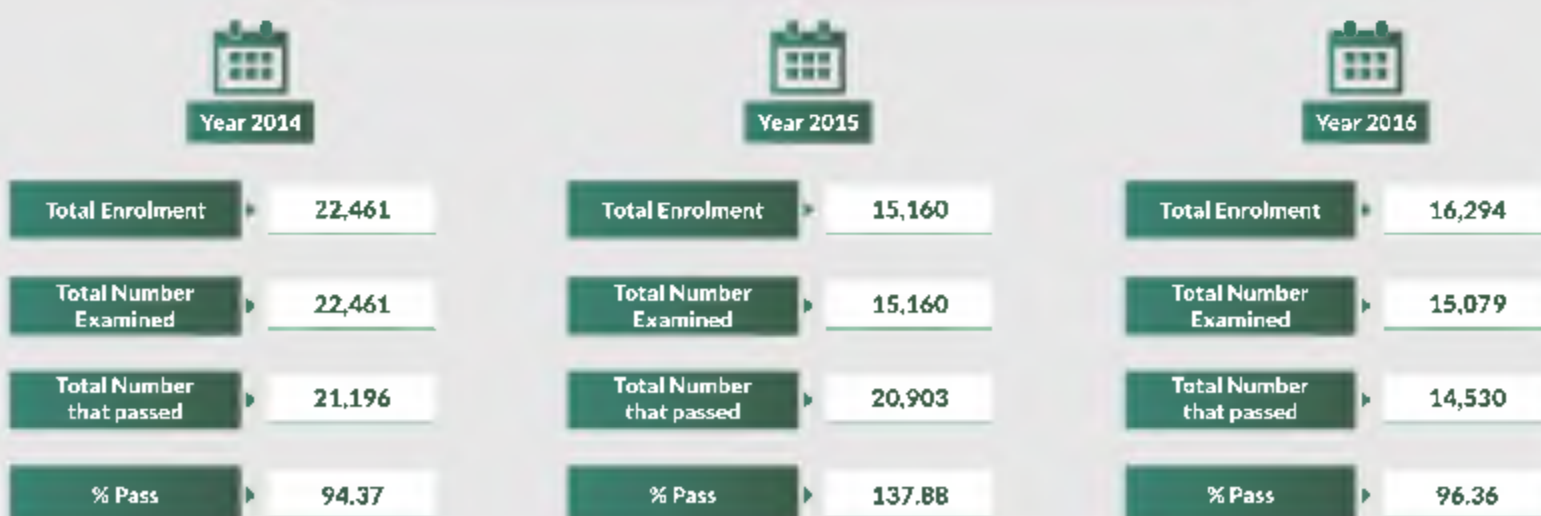 Year 2014
Year 2015
Year 2016
Total Enrolment 22,461
Total Enrolment 15,160
Total Enrolment 16,294
Total Number
Examined
22,461
Total Number
Examined
15,160
Total Number
Examined
15,079
Total Number
that passed
21,196
Total Number
that passed
20,903
Total Number
that passed
14,530
% Pass 94.37
% Pass 137.88
% Pass 96.36